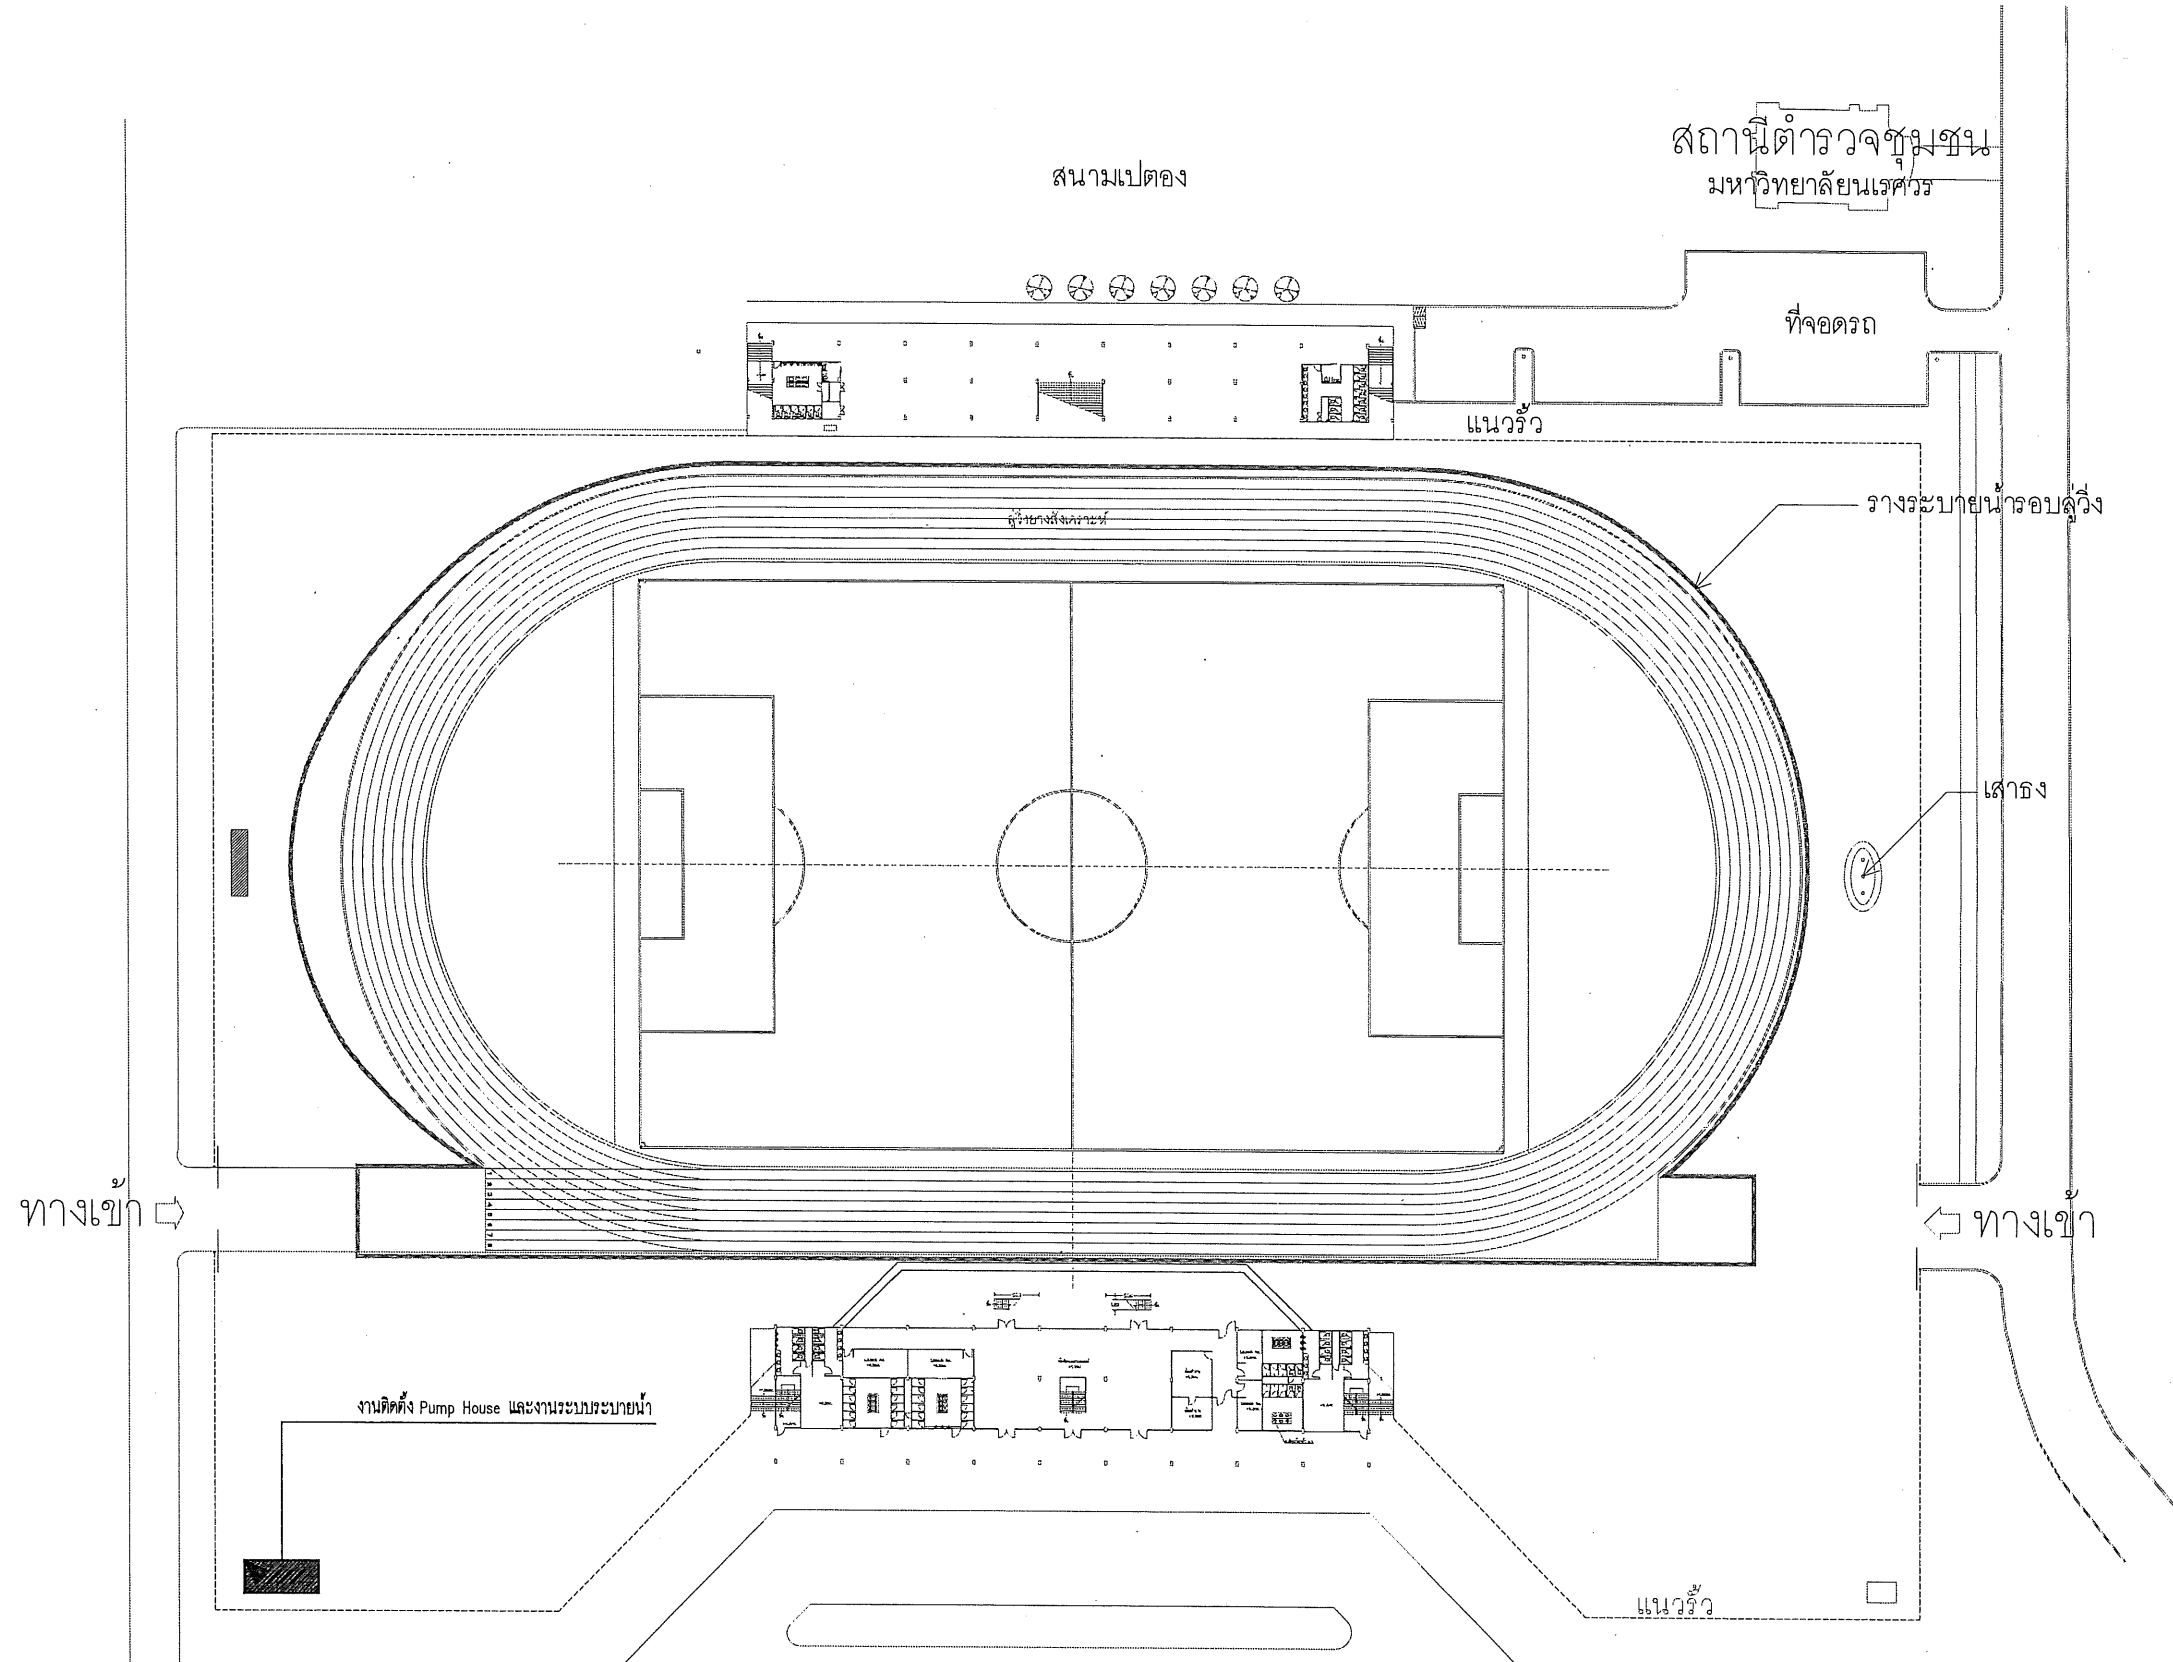 สถานีตำรวจชุมชน
มหาวิทยาลัยนเรศวร
สนามเปตอง
ที่จอดรถ
แนวรั้ว
รางระบายน้ำรอบลู่วิ่ง
ลู่วิ่งยางสังเคราะห์
เสาธง
ทางเข้า
ทางเข้า
งานติดตั้ง Pump House และงานระบบระบายน้ำ
แนวรั้ว